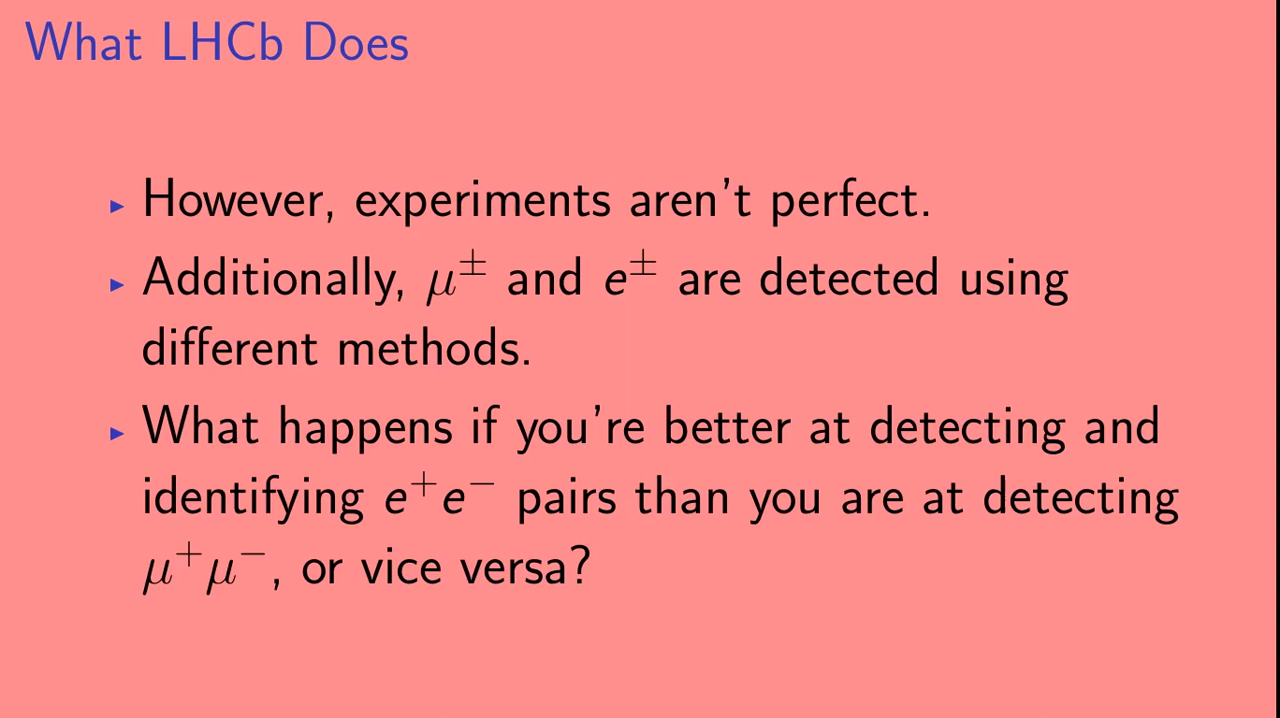 What LHCb Does
▸ However, experiments aren't perfect.
▸ Additionally, μ± and e± are detected using
different methods.
▸ What happens if you're better at detecting and
identifying e⁺e⁻ pairs than you are at detecting
μ⁺μ⁻, or vice versa?